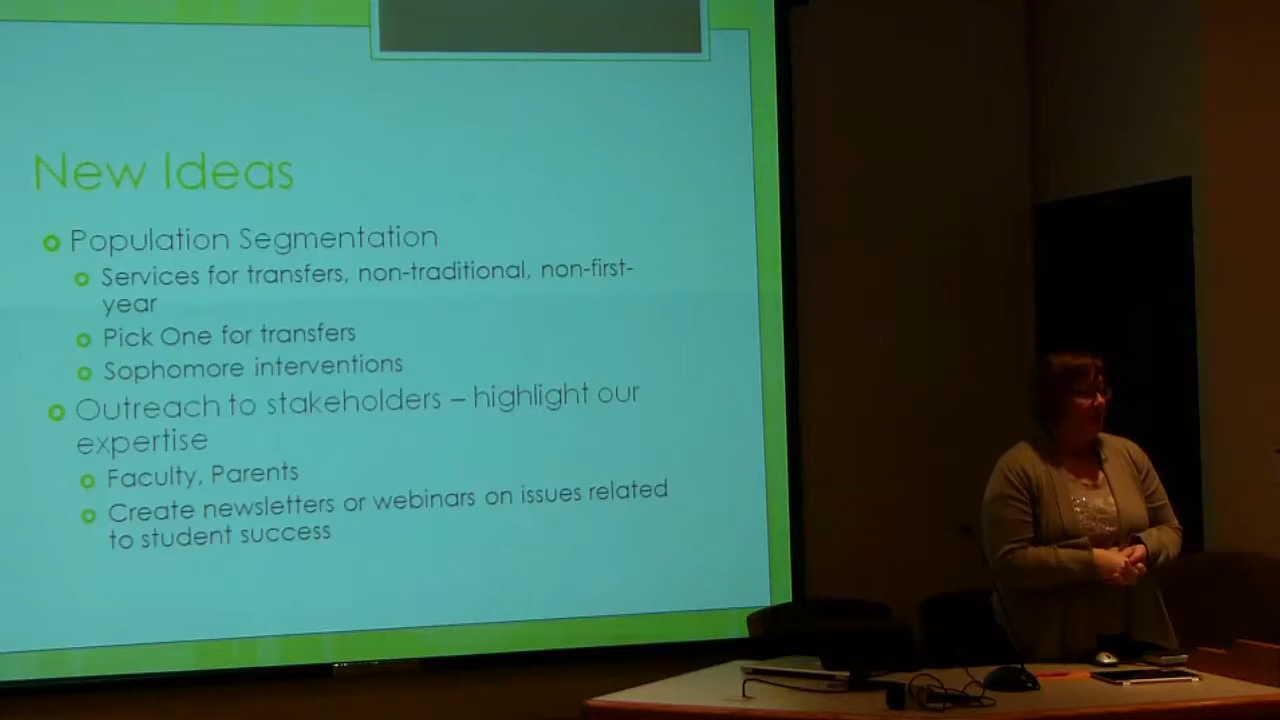 New Ideas
Population Segmentation
Services for transfers, non-traditional, non-first-
year
Pick One for transfers
Sophomore interventions
Outreach to stakeholders – highlight our
expertise
Faculty, Parents
Create newsletters or webinars on issues related
to student success